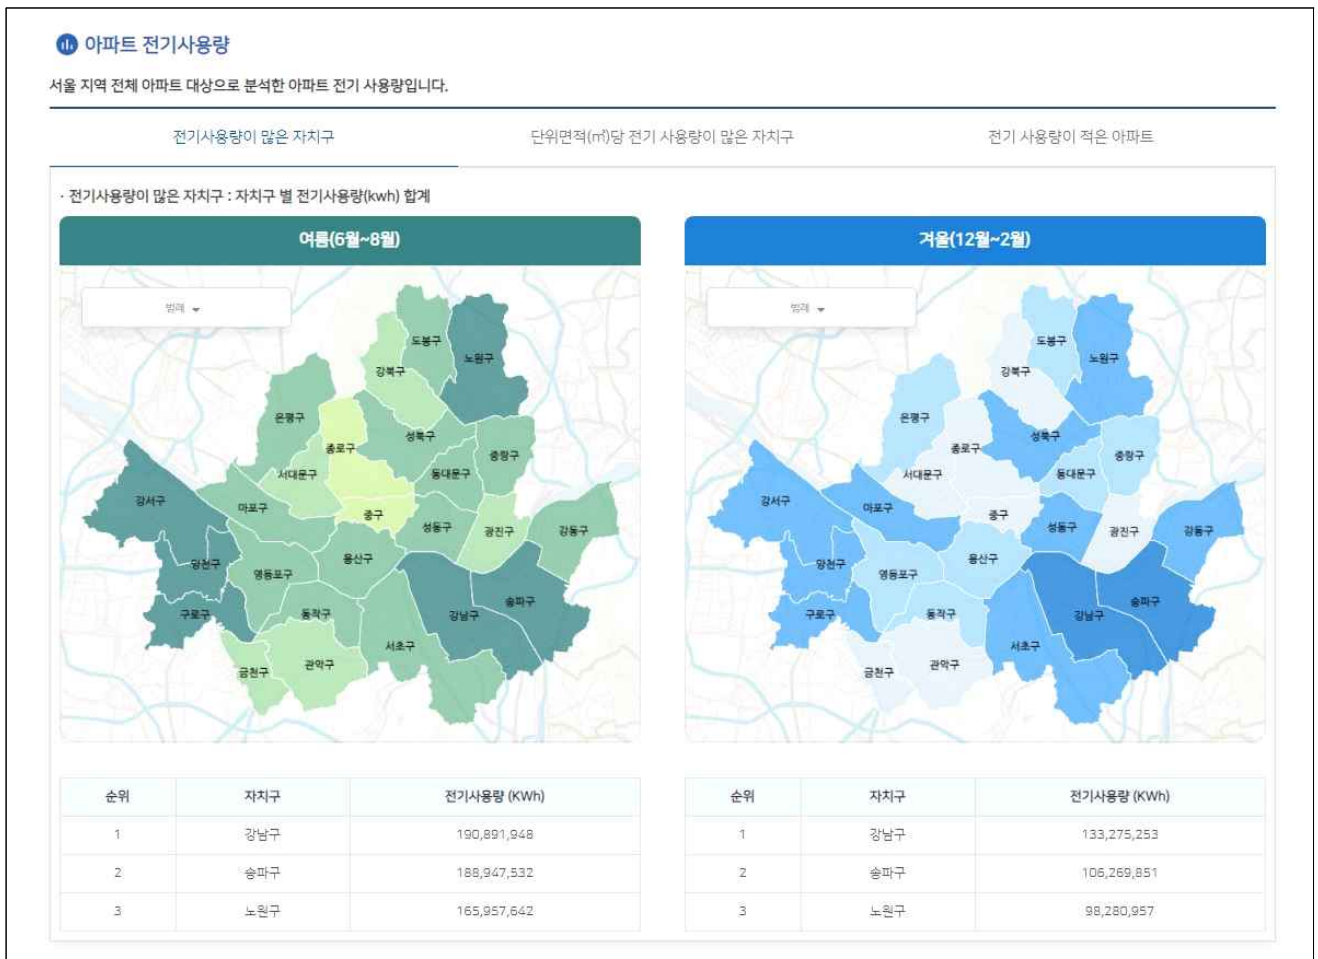 아파트 전기사용량
서울 지역 전체 아파트 대상으로 분석한 아파트 전기 사용량입니다.
전기사용량이 많은 자치구
단위면적(㎡)당 전기 사용량이 많은 자치구
전기 사용량이 적은 아파트
· 전기사용량이 많은 자치구 : 자치구 별 전기사용량(kwh) 합계
여름(6월~8월)
범례
도봉구
노원구
강북구
은평구
성북구
종로구
중랑구
서대문구
동대문구
강서구
마포구
중구
성동구
광진구
강동구
용산구
양천구
영등포구
송파구
구로구
동작구
강남구
서초구
관악구
금천구
순위 자치구 전기사용량 (KWh)
1 강남구 190,891,948
2 송파구 188,947,532
3 노원구 165,957,642
겨울(12월~2월)
범례
도봉구
노원구
강북구
은평구
성북구
종로구
중랑구
서대문구
동대문구
강서구
마포구
중구
성동구
광진구
강동구
용산구
양천구
영등포구
송파구
구로구
동작구
강남구
서초구
관악구
금천구
순위 자치구 전기사용량 (KWh)
1 강남구 133,275,253
2 송파구 106,269,851
3 노원구 98,280,957